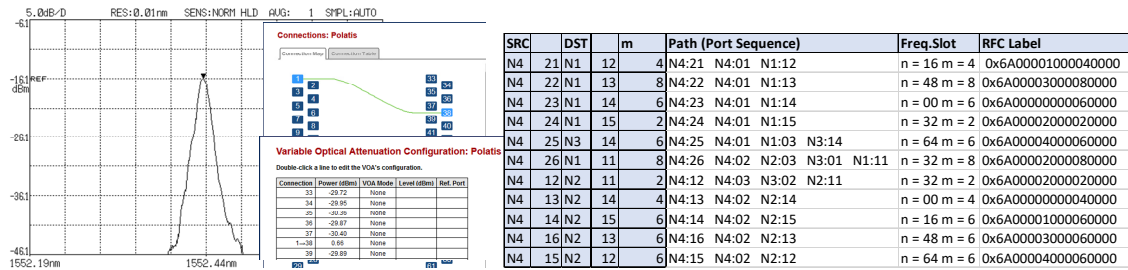 5.0dB/D RES:0.01nm SENS:NORM HLD AVG: 1 SMPL:AUTO
-6.1
-16.1 REF
dBm
-26.1
-36.1
-46.1
1552.19nm 1552.44nm
Connections: Polatis
Connection Map Connection Table
1 33
2 34
3 35
4 36
5 37
6 38
7 39
8 40
9 41
Variable Optical Attenuation Configuration: Polatis
Double-click a line to edit the VOA's configuration.
Connection Power (dBm) VOA Mode Level (dBm) Ref. Port
33 -29.72 None
34 -29.95 None
35 -30.36 None
36 -29.87 None
37 -30.40 None
1→38 0.66 None
39 -29.89 None
29 61
SRC DST m Path (Port Sequence) Freq.Slot RFC Label
N4 21 N1 12 4 N4:21 N4:01 N1:12 n = 16 m = 4 0x6A00001000040000
N4 22 N1 13 8 N4:22 N4:01 N1:13 n = 48 m = 8 0x6A00003000080000
N4 23 N1 14 6 N4:23 N4:01 N1:14 n = 00 m = 6 0x6A00000000060000
N4 24 N1 15 2 N4:24 N4:01 N1:15 n = 32 m = 2 0x6A00002000020000
N4 25 N3 14 6 N4:25 N4:01 N1:03 N3:14 n = 64 m = 6 0x6A00004000060000
N4 26 N1 11 8 N4:26 N4:02 N2:03 N3:01 N1:11 n = 32 m = 8 0x6A00002000080000
N4 12 N2 11 2 N4:12 N4:03 N3:02 N2:11 n = 32 m = 2 0x6A00002000020000
N4 13 N2 14 4 N4:13 N4:02 N2:14 n = 00 m = 4 0x6A00000000040000
N4 14 N2 15 6 N4:14 N4:02 N2:15 n = 16 m = 6 0x6A00001000060000
N4 16 N2 13 6 N4:16 N4:02 N2:13 n = 48 m = 6 0x6A00003000060000
N4 15 N2 12 6 N4:15 N4:02 N2:12 n = 64 m = 6 0x6A00004000060000